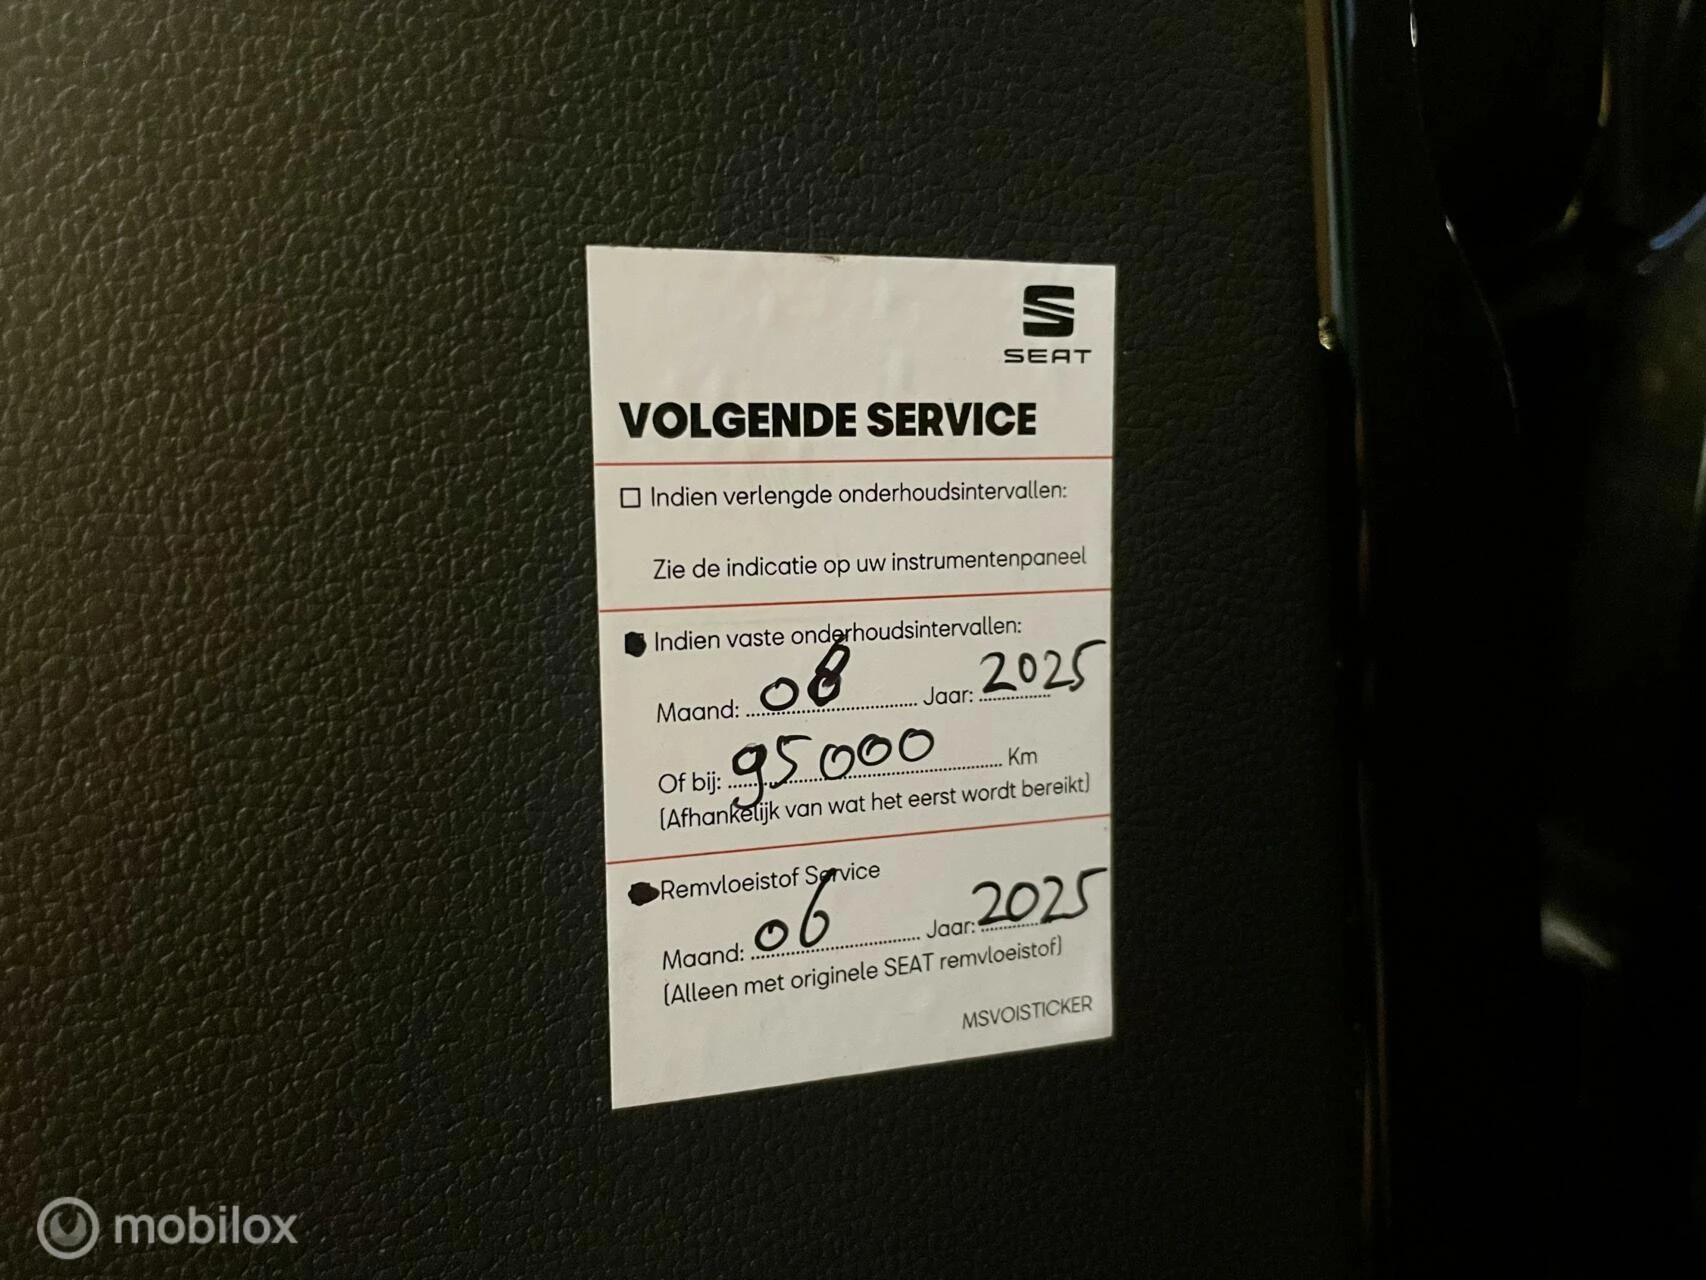 SEAT
VOLGENDE SERVICE
Indien verlengde onderhoudsintervallen:
Zie de indicatie op uw instrumentenpaneel
Indien vaste onderhoudsintervallen:
Maand: 08 Jaar: 2025
Of bij: 95000 Km
(Afhankelijk van wat het eerst wordt bereikt)
Remvloeistof Service
Maand: 06 Jaar: 2025
(Alleen met originele SEAT remvloeistof)
MSVOISTICKER
mobilox